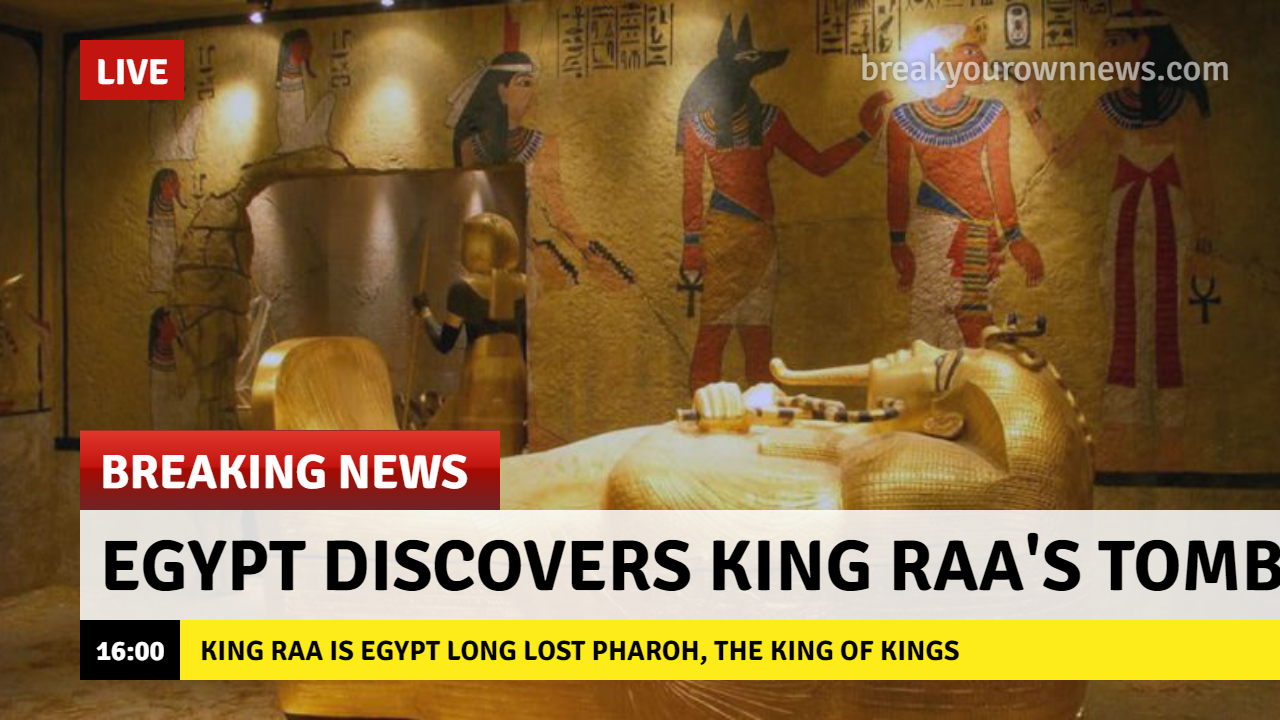 LIVE
breakyourownnews.com
BREAKING NEWS
EGYPT DISCOVERS KING RAA'S TOMB
16:00
KING RAA IS EGYPT LONG LOST PHAROH, THE KING OF KINGS